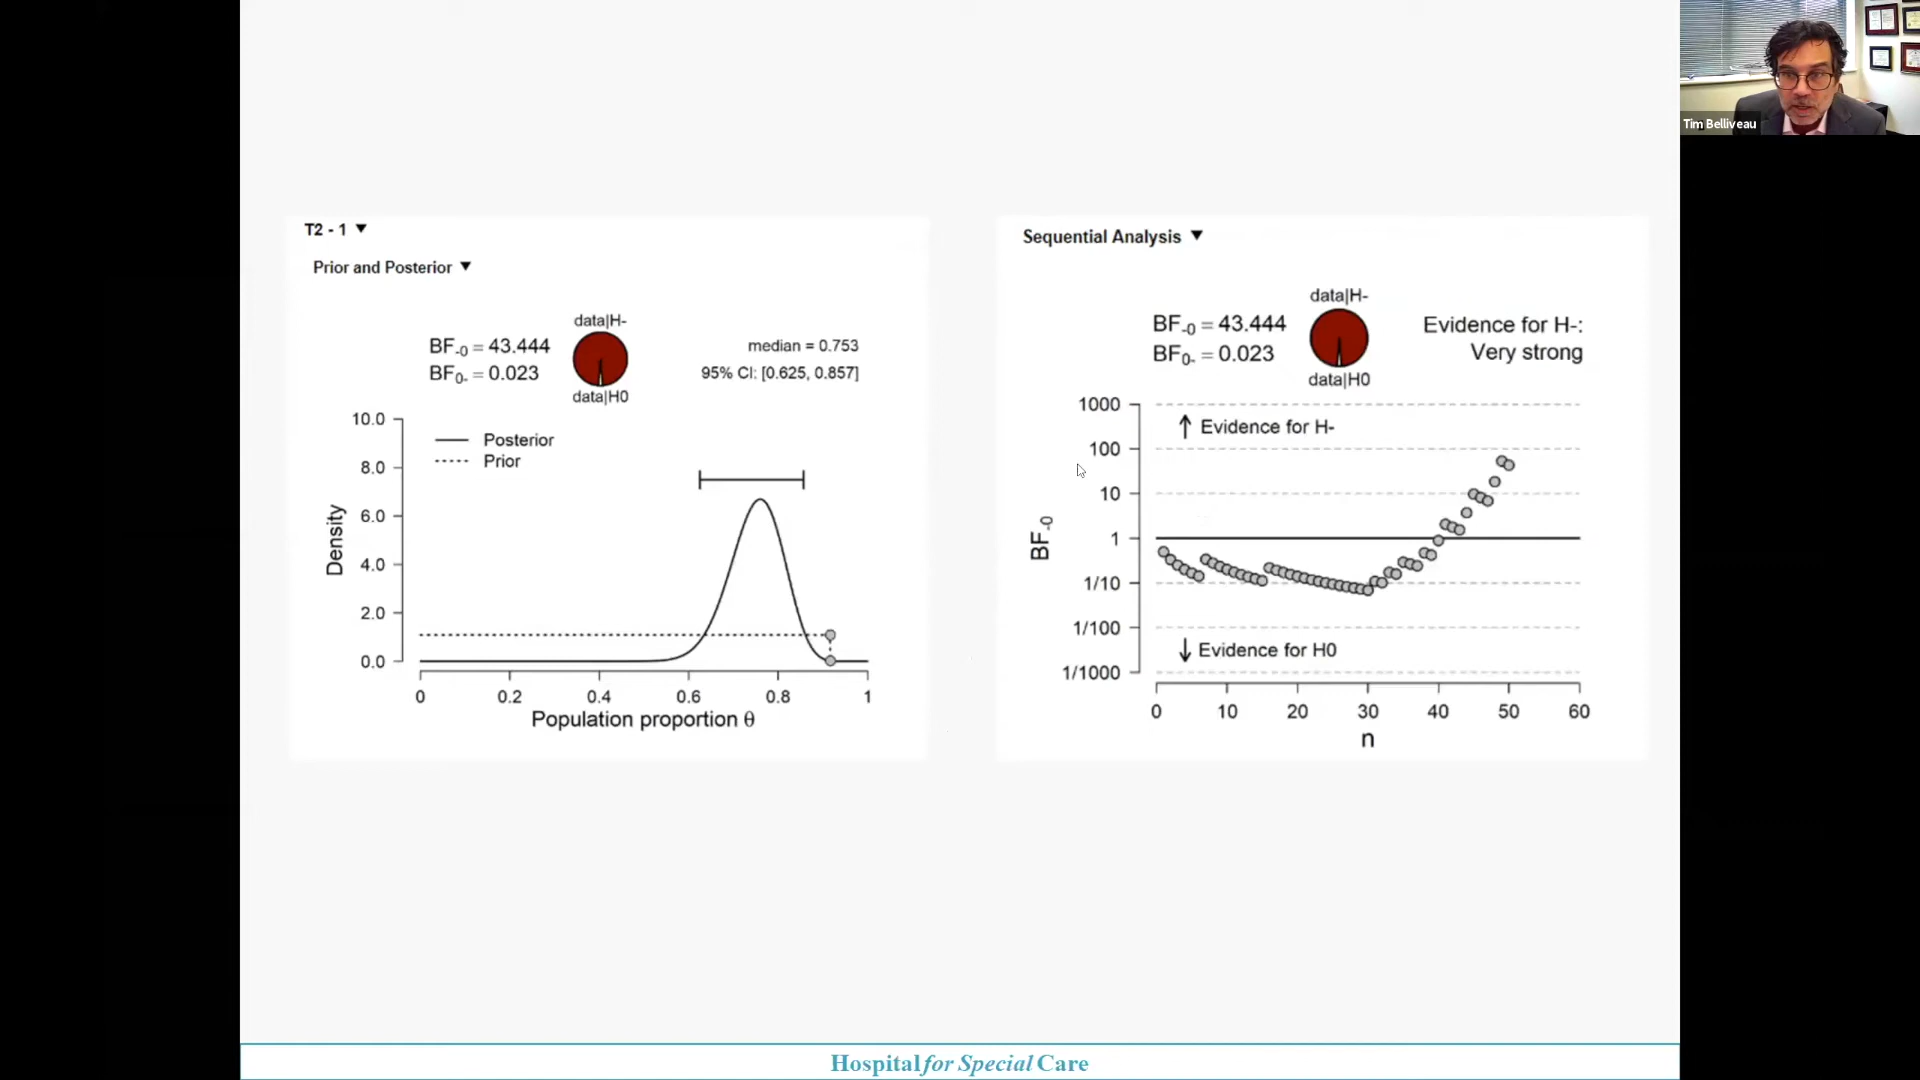 Tim Belliveau
T2 - 1 ▼
Prior and Posterior ▼
data|H-
BF-0 = 43.444
BF0- = 0.023
data|H0
median = 0.753
95% CI: [0.625, 0.857]
Posterior
Prior
10.0
8.0
6.0
4.0
2.0
0.0
Density
0 0.2 0.4 0.6 0.8 1
Population proportion θ
Sequential Analysis ▼
data|H-
BF-0 = 43.444
BF0- = 0.023
data|H0
Evidence for H-:
Very strong
1000
100
10
1
1/10
1/100
1/1000
↑ Evidence for H-
↓ Evidence for H0
BF-0
0 10 20 30 40 50 60
n
Hospital for Special Care